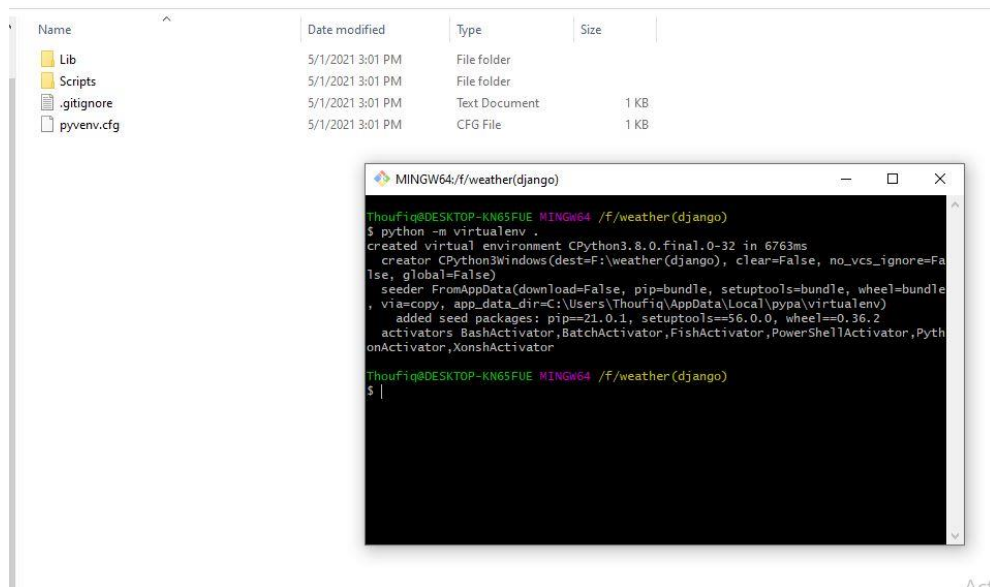 Name Date modified Type Size
Lib 5/1/2021 3:01 PM File folder
Scripts 5/1/2021 3:01 PM File folder
.gitignore 5/1/2021 3:01 PM Text Document 1 KB
pyvenv.cfg 5/1/2021 3:01 PM CFG File 1 KB
MINGW64:/f/weather(django)
Thoufiq@DESKTOP-KN65FUE MINGW64 /f/weather(django)
$ python -m virtualenv .
created virtual environment CPython3.8.0.final.0-32 in 6763ms
creator CPython3Windows(dest=F:\weather(django), clear=False, no_vcs_ignore=Fa
lse, global=False)
seeder FromAppData(download=False, pip=bundle, setuptools=bundle, wheel=bundle
, via=copy, app_data_dir=C:\Users\Thoufiq\AppData\Local\pypa\virtualenv)
added seed packages: pip==21.0.1, setuptools==56.0.0, wheel==0.36.2
activators BashActivator,BatchActivator,FishActivator,PowerShellActivator,Pyth
onActivator,XonshActivator
Thoufiq@DESKTOP-KN65FUE MINGW64 /f/weather(django)
$